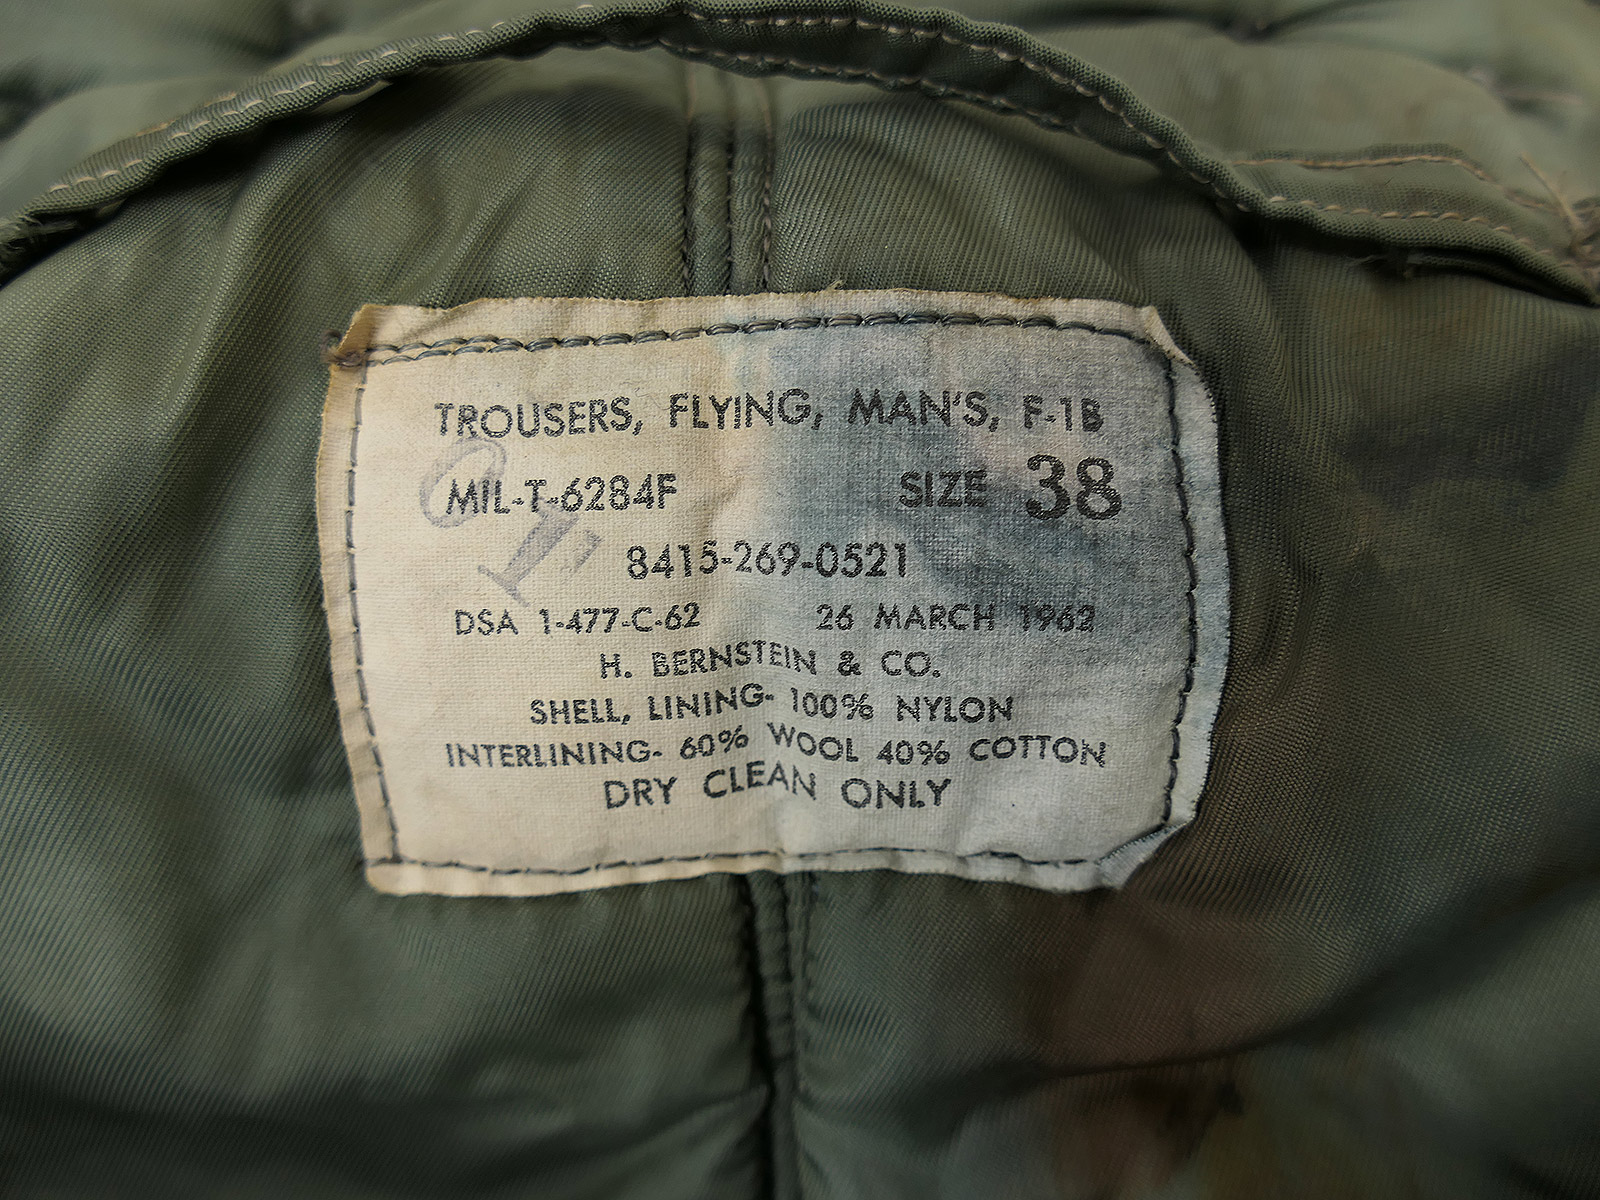 TROUSERS, FLYING, MAN'S, F-1B
MIL-T-6284F SIZE 38
8415-269-0521
DSA 1-477-C-62 26 MARCH 1962
H. BERNSTEIN & CO.
SHELL, LINING- 100% NYLON
INTERLINING- 60% WOOL 40% COTTON
DRY CLEAN ONLY